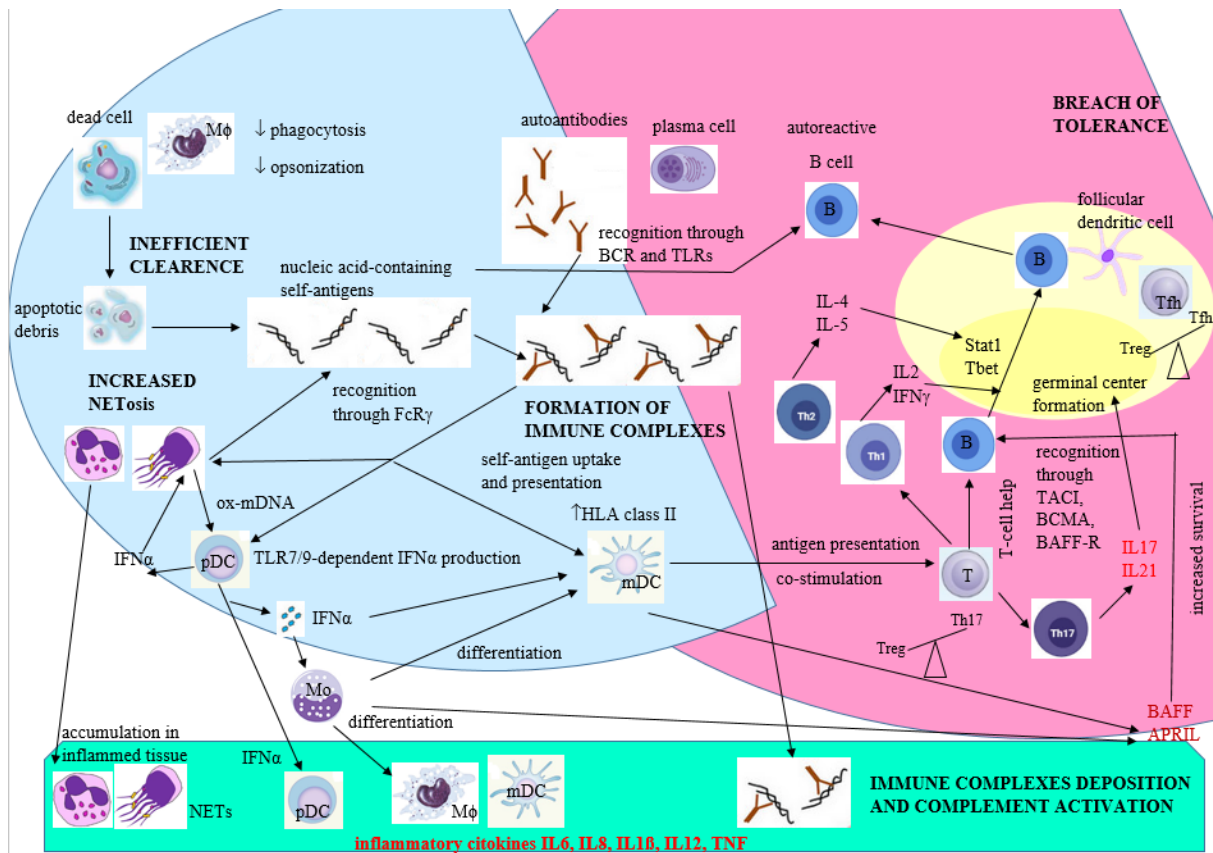 dead cell
Mϕ
↓ phagocytosis
↓ opsonization
autoantibodies
plasma cell
autoreactive
B cell
BREACH OF
TOLERANCE
B
follicular
dendritic cell
B
Tfh
Tfh
Treg
INEFFICIENT
CLEARENCE
recognition through
BCR and TLRs
nucleic acid-containing
self-antigens
apoptotic
debris
IL-4
IL-5
Stat1
Tbet
germinal center
formation
INCREASED
NETosis
recognition
through FcRγ
FORMATION OF
IMMUNE COMPLEXES
Th2
IL2
IFNγ
Th1
B
recognition
through
TACI,
BCMA,
BAFF-R
self-antigen uptake
and presentation
↑HLA class II
ox-mDNA
IFNα
pDC
TLR7/9-dependent IFNα production
mDC
antigen presentation
co-stimulation
T-cell help
T
IL17
IL21
increased survival
IFNα
Th17
Treg
Th17
differentiation
Mo
differentiation
BAFF
APRIL
accumulation in
inflammed tissue
NETs
IFNα
pDC
Mϕ
mDC
IMMUNE COMPLEXES DEPOSITION
AND COMPLEMENT ACTIVATION
inflammatory citokines IL6, IL8, IL1ß, IL12, TNF